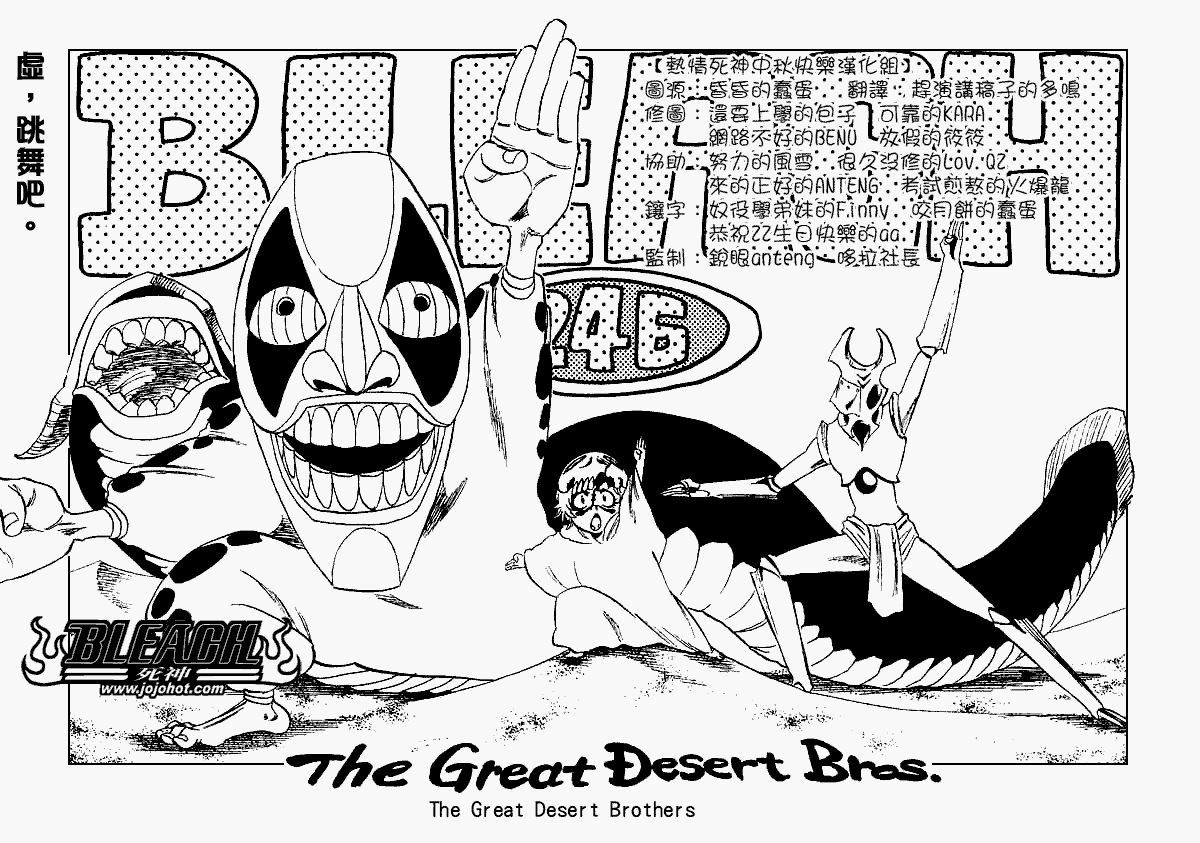 虛，跳舞吧。
BLEACH
【熱情死神中秋快樂漢化組】
圖源：昏昏的蠢蛋 翻譯：趕演講稿子的多鳴
修圖：還要上學的包子 可靠的KARA
網路不好的BENU 放假的筱筱
協助：努力的風雪 很久沒修的Lov.QZ
來的正好的ANTENG 考試煎熬的火爆龍
鑲字：奴役學弟妹的Finny 咬月餅的蠢蛋
恭祝22生日快樂的aa
監制：鏡眼anteng 哆拉社長
246
BLEACH
死神
www.jojohot.com
The Great Desert Bros.
The Great Desert Brothers